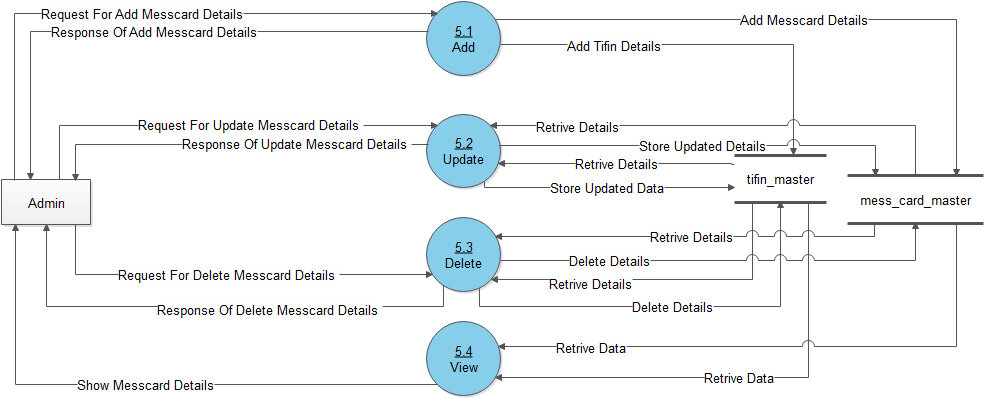 Request For Add Messcard Details
Response Of Add Messcard Details
5.1
Add
Add Messcard Details
Add Tifin Details
Request For Update Messcard Details
Response Of Update Messcard Details
5.2
Update
Retrive Details
Store Updated Details
Retrive Details
Store Updated Data
tifin_master
mess_card_master
Admin
5.3
Delete
Retrive Details
Delete Details
Retrive Details
Delete Details
Request For Delete Messcard Details
Response Of Delete Messcard Details
5.4
View
Retrive Data
Retrive Data
Show Messcard Details